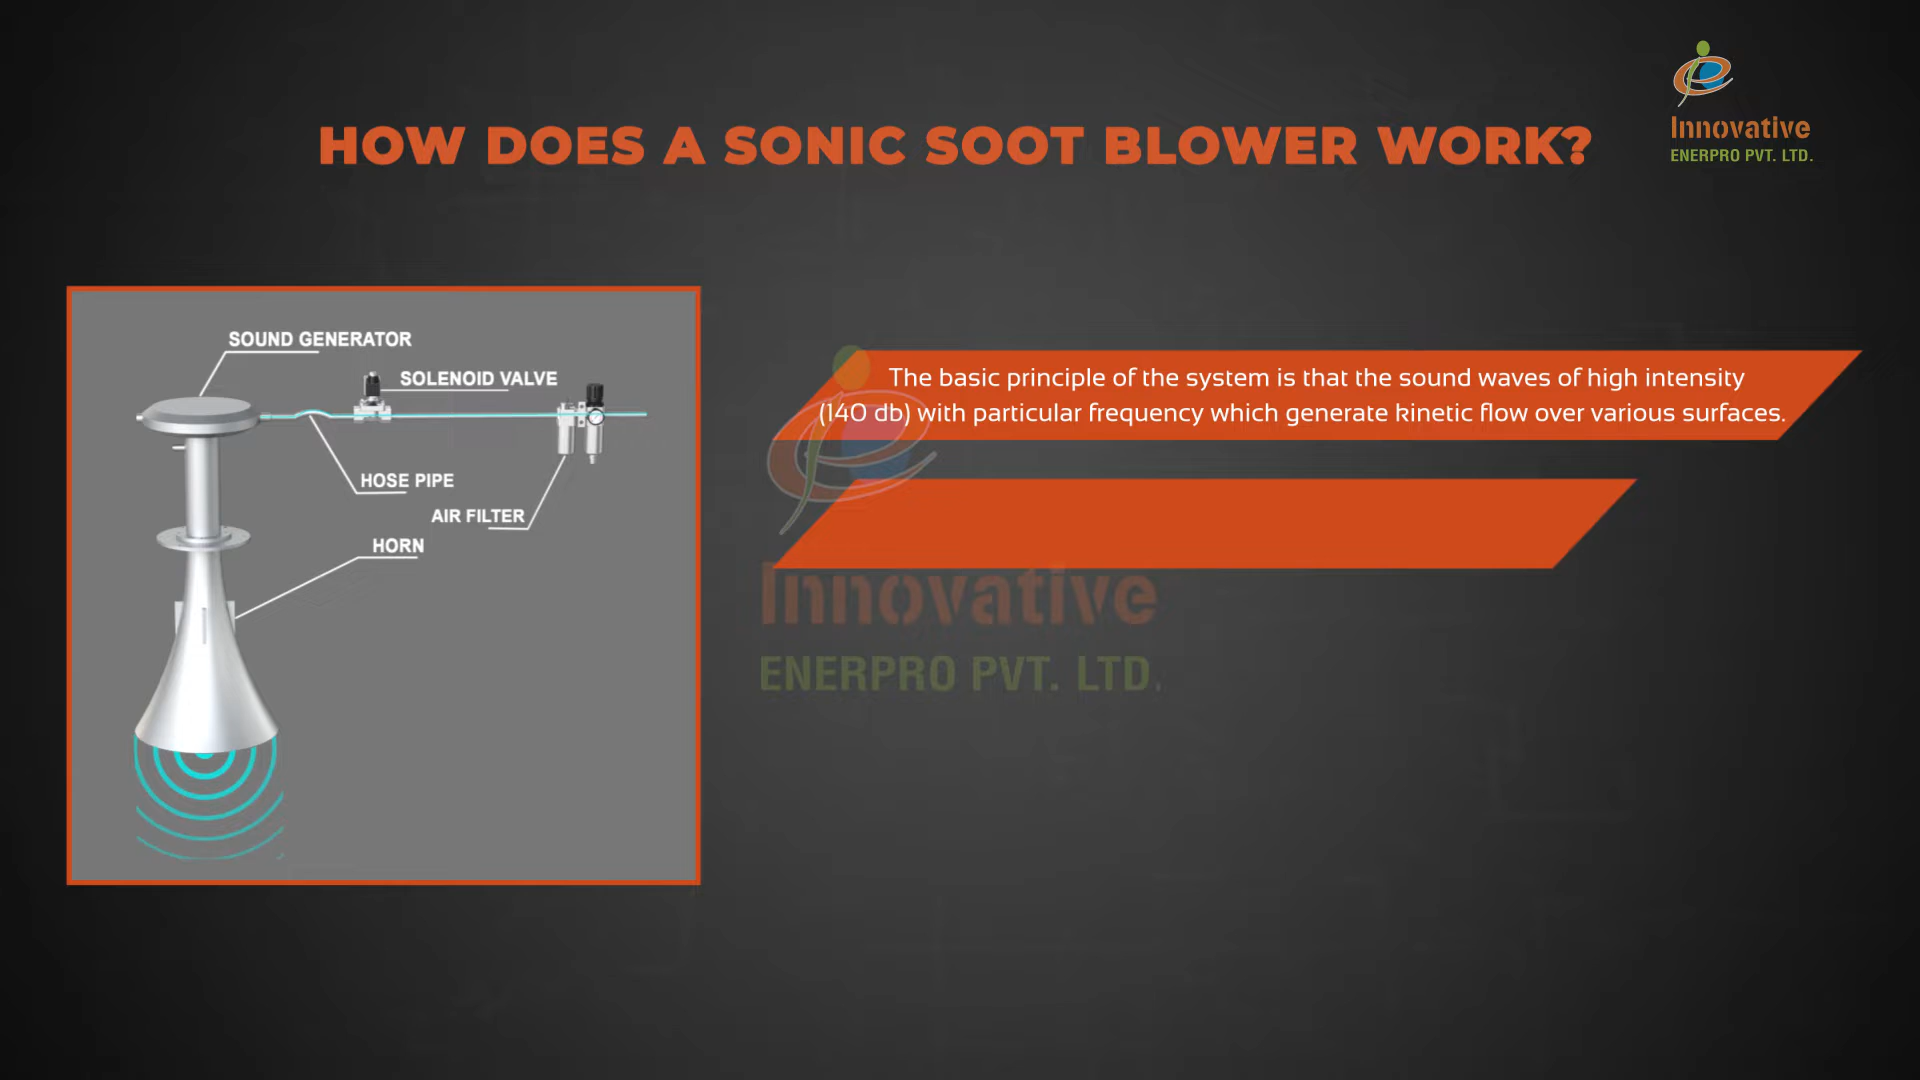 HOW DOES A SONIC SOOT BLOWER WORK?
Innovative
ENERPRO PVT. LTD.
SOUND GENERATOR
SOLENOID VALVE
HOSE PIPE
AIR FILTER
HORN
The basic principle of the system is that the sound waves of high intensity
(140 db) with particular frequency which generate kinetic flow over various surfaces.
Innovative
ENERPRO PVT. LTD.